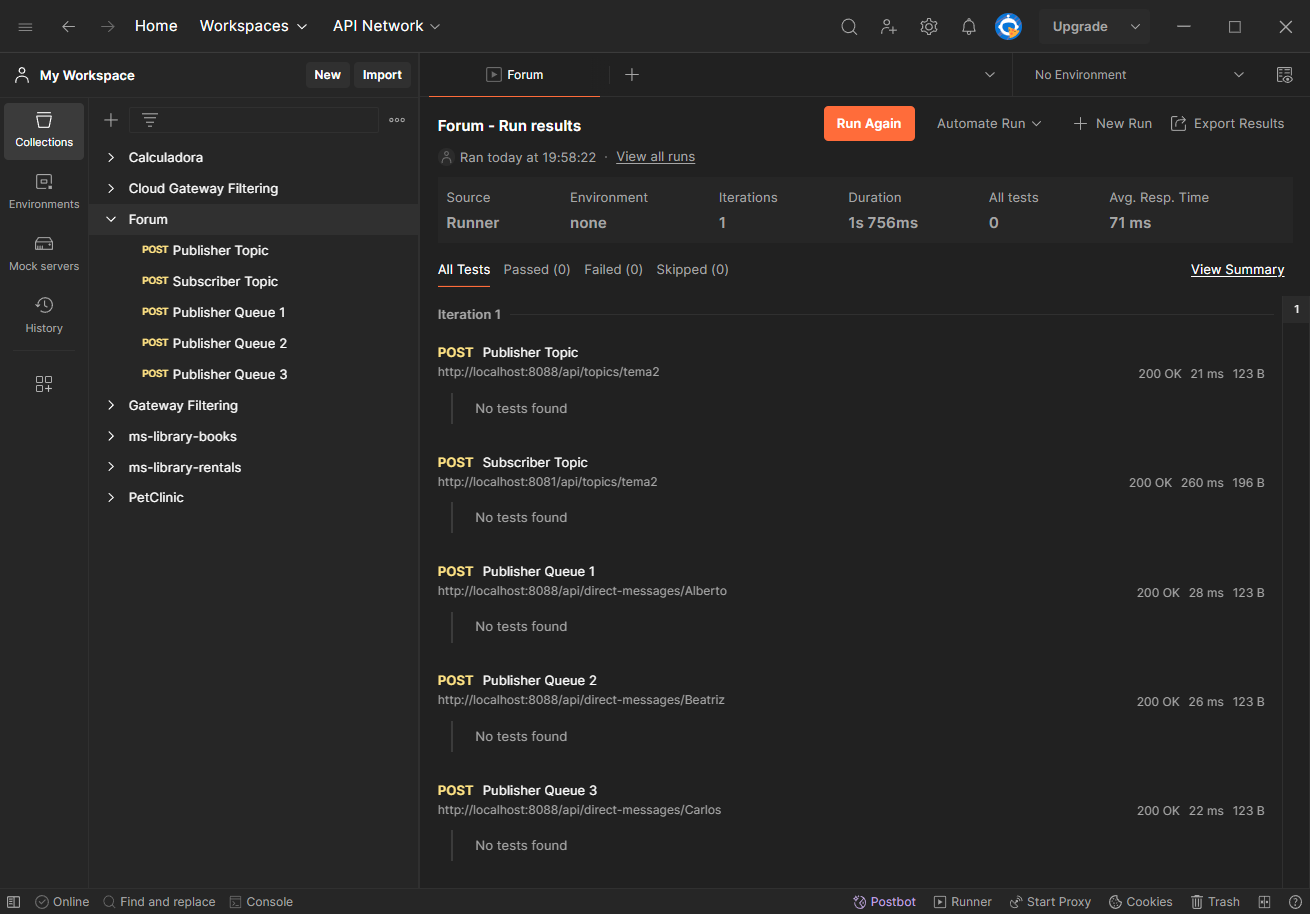 Home Workspaces API Network Upgrade
My Workspace New Import
Forum No Environment
Collections
Environments
Mock servers
History
Calculadora
Cloud Gateway Filtering
Forum
POST Publisher Topic
POST Subscriber Topic
POST Publisher Queue 1
POST Publisher Queue 2
POST Publisher Queue 3
Gateway Filtering
ms-library-books
ms-library-rentals
PetClinic
Forum - Run results Run Again Automate Run New Run Export Results
Ran today at 19:58:22 · View all runs
Source Environment Iterations Duration All tests Avg. Resp. Time
Runner none 1 1s 756ms 0 71 ms
All Tests Passed (0) Failed (0) Skipped (0) View Summary
Iteration 1 1
POST Publisher Topic
http://localhost:8088/api/topics/tema2 200 OK 21 ms 123 B
No tests found
POST Subscriber Topic
http://localhost:8081/api/topics/tema2 200 OK 260 ms 196 B
No tests found
POST Publisher Queue 1
http://localhost:8088/api/direct-messages/Alberto 200 OK 28 ms 123 B
No tests found
POST Publisher Queue 2
http://localhost:8088/api/direct-messages/Beatriz 200 OK 26 ms 123 B
No tests found
POST Publisher Queue 3
http://localhost:8088/api/direct-messages/Carlos 200 OK 22 ms 123 B
No tests found
Online Find and replace Console Postbot Runner Start Proxy Cookies Trash